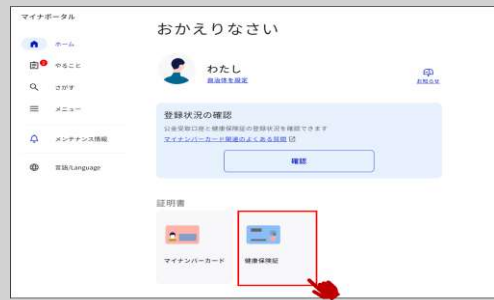 マイナポータル
おかえりなさい
ホーム
やること
さがす
メニュー
メンテナンス情報
言語/Language
わたし
自治体を設定
お知らせ
登録状況の確認
公金受取口座と健康保険証の登録状況を確認できます
マイナンバーカード関連のよくある質問
確認
証明書
マイナンバーカード
健康保険証